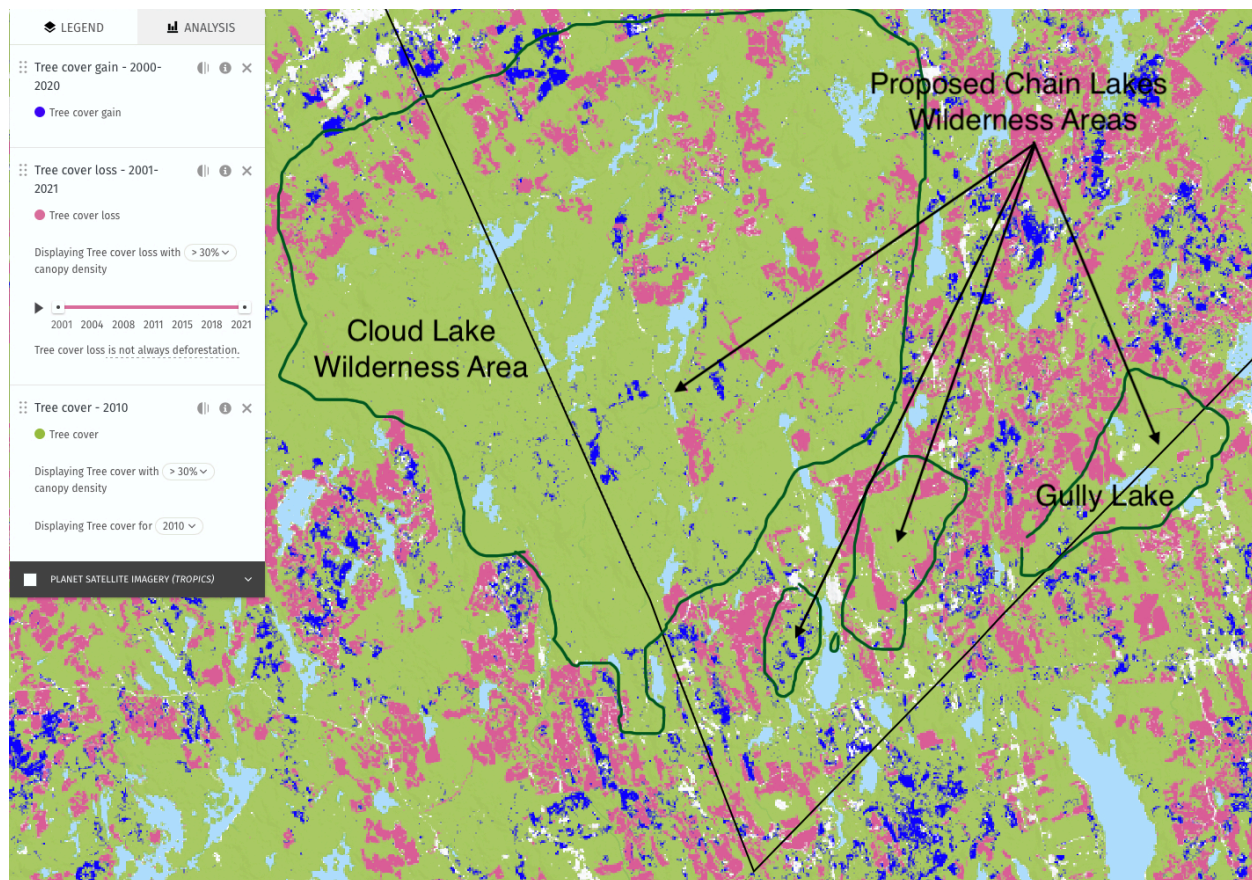 LEGEND
ANALYSIS
Tree cover gain - 2000-
2020
Tree cover gain
Tree cover loss - 2001-
2021
Tree cover loss
Displaying Tree cover loss with > 30%
canopy density
2001 2004 2008 2011 2015 2018 2021
Tree cover loss is not always deforestation.
Tree cover - 2010
Tree cover
Displaying Tree cover with > 30%
canopy density
Displaying Tree cover for 2010
PLANET SATELLITE IMAGERY (TROPICS)
Proposed Chain Lakes
Wilderness Areas
Cloud Lake
Wilderness Area
Gully Lake